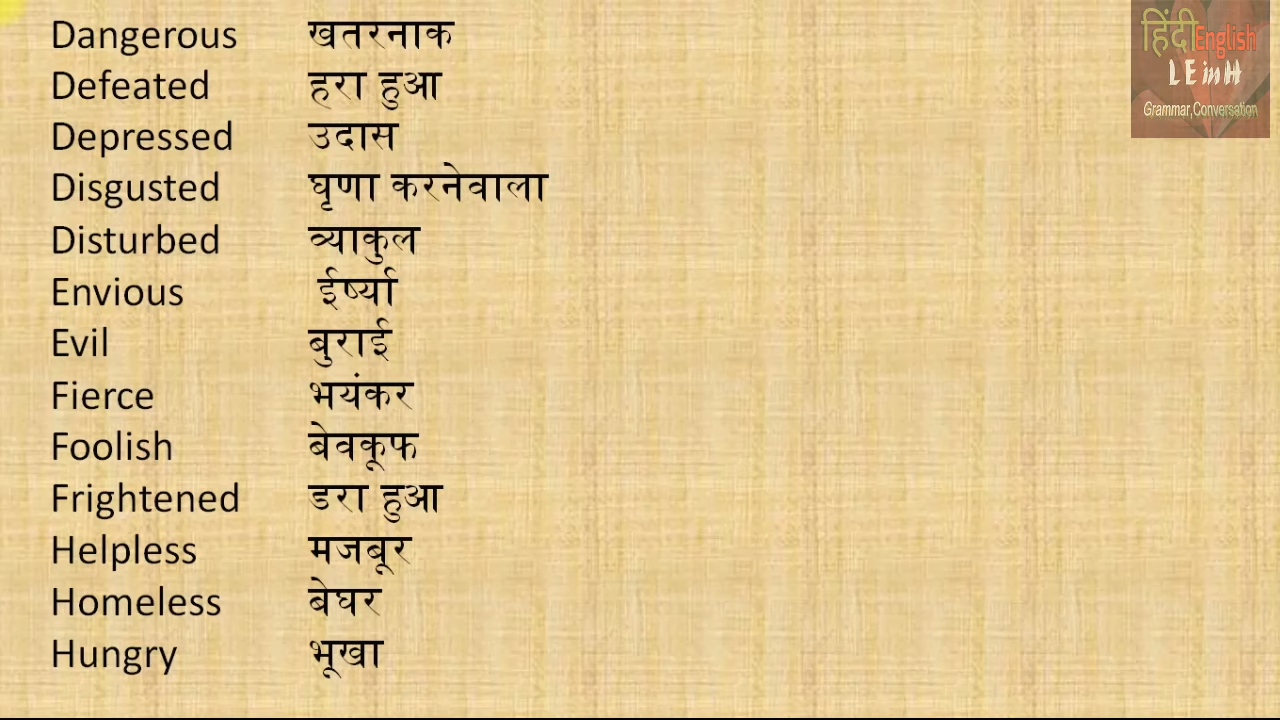 Dangerous खतरनाक
Defeated हरा हुआ
Depressed उदास
Disgusted घृणा करनेवाला
Disturbed व्याकुल
Envious ईर्ष्या
Evil बुराई
Fierce भयंकर
Foolish बेवकूफ
Frightened डरा हुआ
Helpless मजबूर
Homeless बेघर
Hungry भूखा
हिंदी English
L E in H
Grammar,Conversation